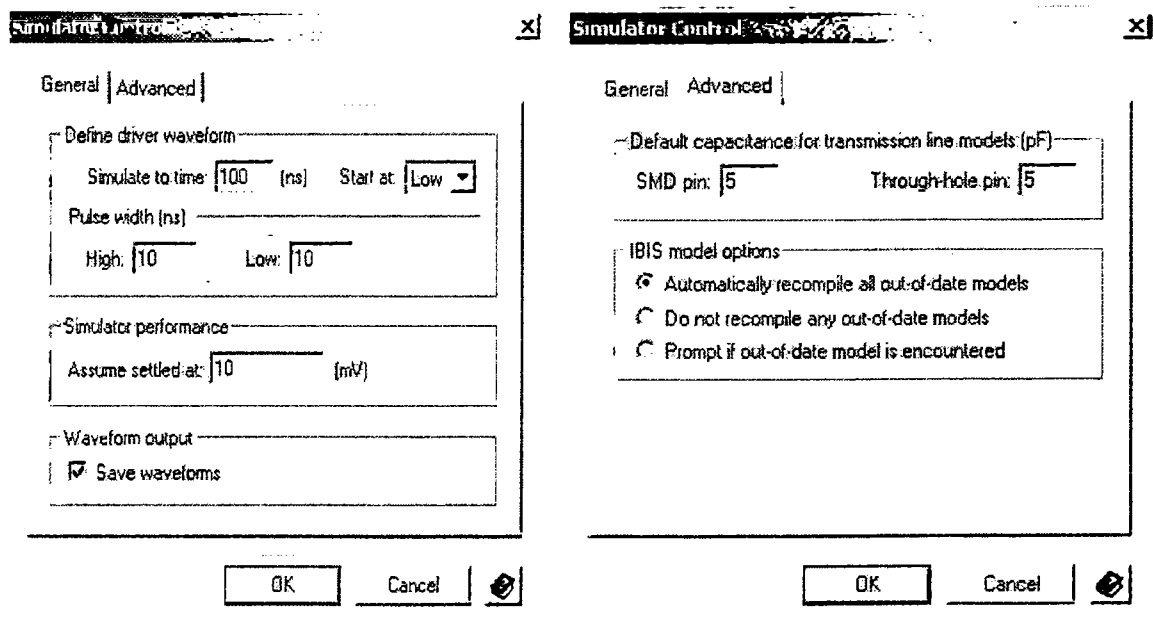 Simulator Control
General Advanced
Define driver waveform
Simulate to time: 100 (ns) Start at: Low
Pulse width (ns)
High: 10 Low: 10
Simulator performance
Assume settled at: 10 (mV)
Waveform output
Save waveforms
OK Cancel
Simulator Control
General Advanced
Default capacitance for transmission line models (pF)
SMD pin: 5 Through-hole pin: 5
IBIS model options
Automatically recompile all out-of-date models
Do not recompile any out-of-date models
Prompt if out-of-date model is encountered
OK Cancel